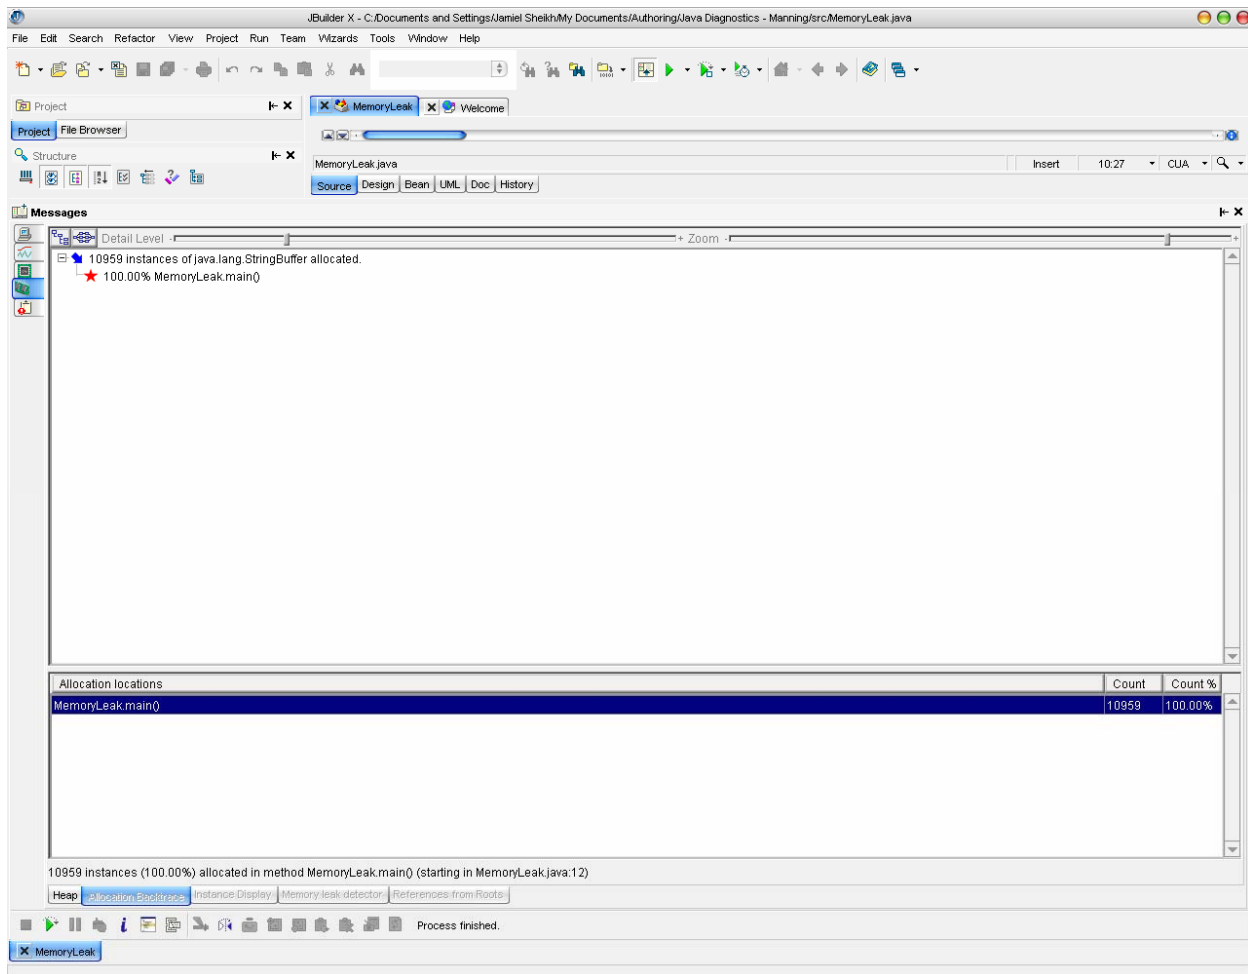 JBuilder X - C:/Documents and Settings/Jamiel Sheikh/My Documents/Authoring/Java Diagnostics - Manning/src/MemoryLeak.java
File Edit Search Refactor View Project Run Team Wizards Tools Window Help
Project
MemoryLeak Welcome
Project File Browser
Structure
MemoryLeak.java Insert 10:27 CUA
Source Design Bean UML Doc History
Messages
Detail Level - + Zoom - +
10959 instances of java.lang.StringBuffer allocated.
100.00% MemoryLeak.main()
Allocation locations Count Count %
MemoryLeak.main() 10959 100.00%
10959 instances (100.00%) allocated in method MemoryLeak.main() (starting in MemoryLeak.java:12)
Heap Allocation Backtrace Instance Display Memory leak detector References from Roots
Process finished.
MemoryLeak